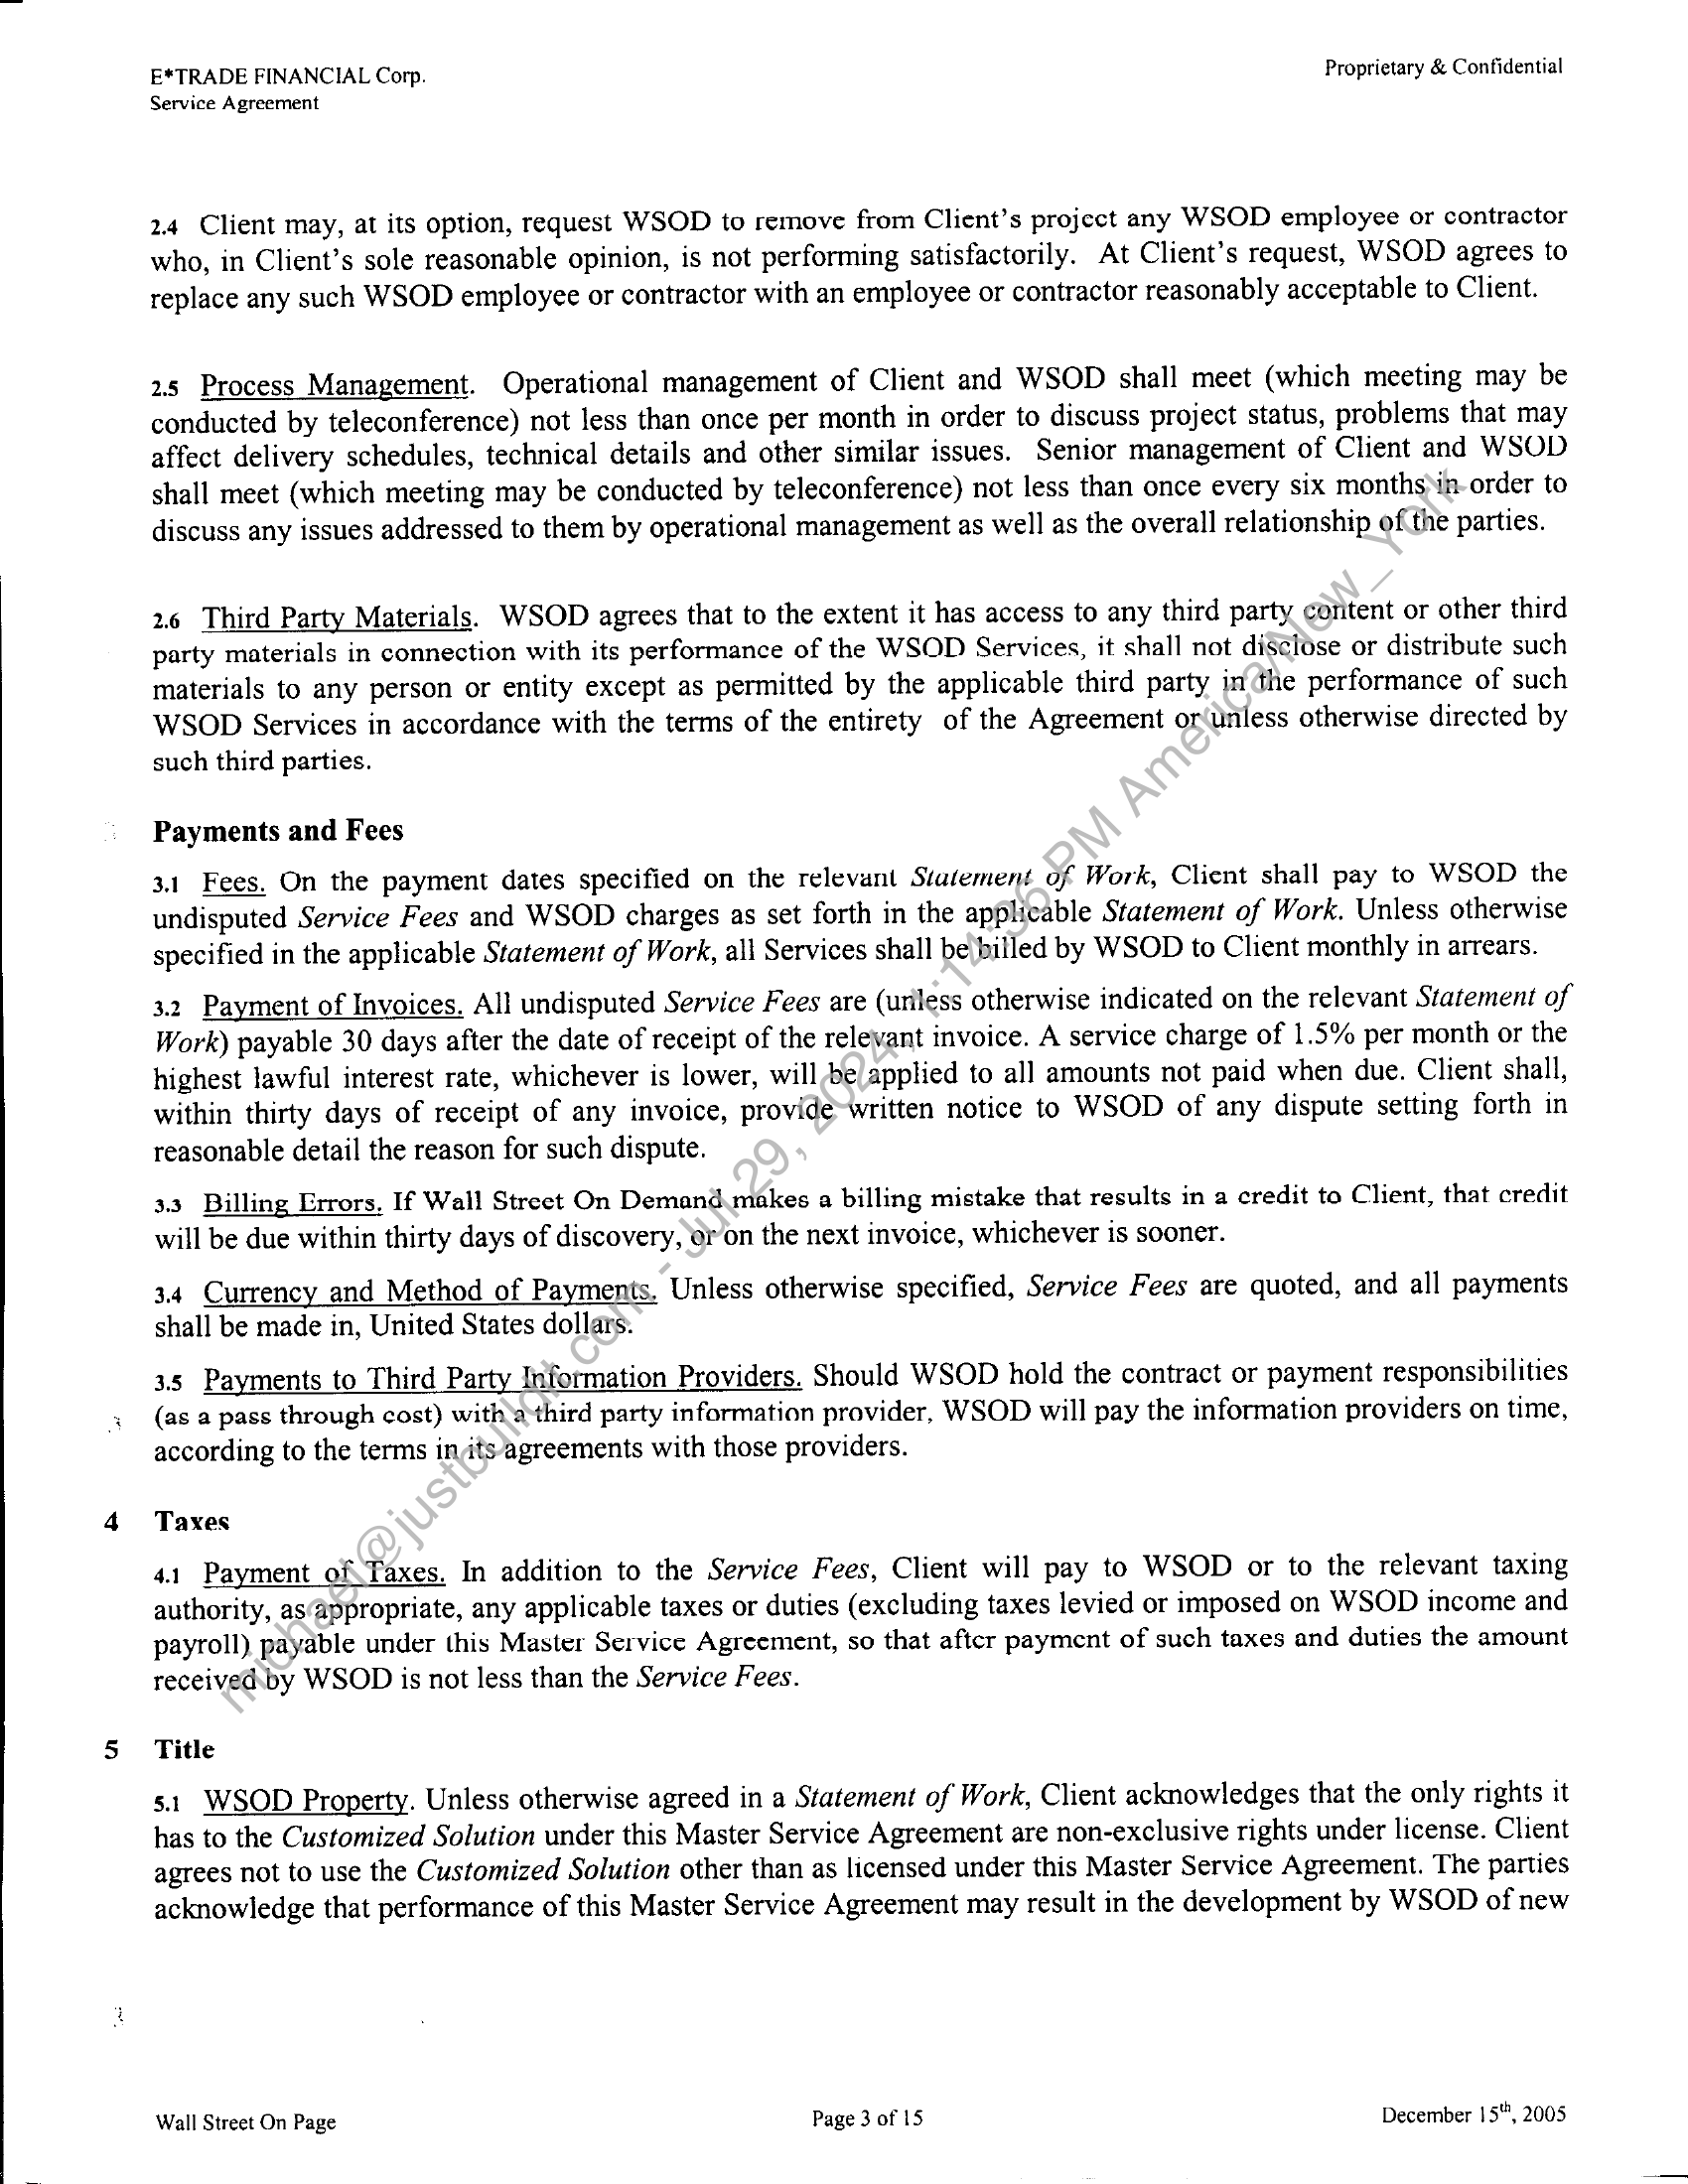 E*TRADE FINANCIAL Corp.
Service Agreement
Proprietary & Confidential
2.4 Client may, at its option, request WSOD to remove from Client's project any WSOD employee or contractor
who, in Client's sole reasonable opinion, is not performing satisfactorily. At Client's request, WSOD agrees to
replace any such WSOD employee or contractor with an employee or contractor reasonably acceptable to Client.
2.5 Process Management. Operational management of Client and WSOD shall meet (which meeting may be
conducted by teleconference) not less than once per month in order to discuss project status, problems that may
affect delivery schedules, technical details and other similar issues. Senior management of Client and WSOD
shall meet (which meeting may be conducted by teleconference) not less than once every six months in order to
discuss any issues addressed to them by operational management as well as the overall relationship of the parties.
2.6 Third Party Materials. WSOD agrees that to the extent it has access to any third party content or other third
party materials in connection with its performance of the WSOD Services, it shall not disclose or distribute such
materials to any person or entity except as permitted by the applicable third party in the performance of such
WSOD Services in accordance with the terms of the entirety of the Agreement or unless otherwise directed by
such third parties.
Payments and Fees
3.1 Fees. On the payment dates specified on the relevant Statement of Work, Client shall pay to WSOD the
undisputed Service Fees and WSOD charges as set forth in the applicable Statement of Work. Unless otherwise
specified in the applicable Statement of Work, all Services shall be billed by WSOD to Client monthly in arrears.
3.2 Payment of Invoices. All undisputed Service Fees are (unless otherwise indicated on the relevant Statement of
Work) payable 30 days after the date of receipt of the relevant invoice. A service charge of 1.5% per month or the
highest lawful interest rate, whichever is lower, will be applied to all amounts not paid when due. Client shall,
within thirty days of receipt of any invoice, provide written notice to WSOD of any dispute setting forth in
reasonable detail the reason for such dispute.
3.3 Billing Errors. If Wall Street On Demand makes a billing mistake that results in a credit to Client, that credit
will be due within thirty days of discovery, or on the next invoice, whichever is sooner.
3.4 Currency and Method of Payments. Unless otherwise specified, Service Fees are quoted, and all payments
shall be made in, United States dollars.
3.5 Payments to Third Party Information Providers. Should WSOD hold the contract or payment responsibilities
(as a pass through cost) with a third party information provider, WSOD will pay the information providers on time,
according to the terms in its agreements with those providers.
4 Taxes
4.1 Payment of Taxes. In addition to the Service Fees, Client will pay to WSOD or to the relevant taxing
authority, as appropriate, any applicable taxes or duties (excluding taxes levied or imposed on WSOD income and
payroll) payable under this Master Service Agreement, so that after payment of such taxes and duties the amount
received by WSOD is not less than the Service Fees.
5 Title
5.1 WSOD Property. Unless otherwise agreed in a Statement of Work, Client acknowledges that the only rights it
has to the Customized Solution under this Master Service Agreement are non-exclusive rights under license. Client
agrees not to use the Customized Solution other than as licensed under this Master Service Agreement. The parties
acknowledge that performance of this Master Service Agreement may result in the development by WSOD of new
Wall Street On Page
Page 3 of 15
December 15th, 2005
michael@justbuildit.com - Jul 29, 2024, 1:14:36 PM America/New_York